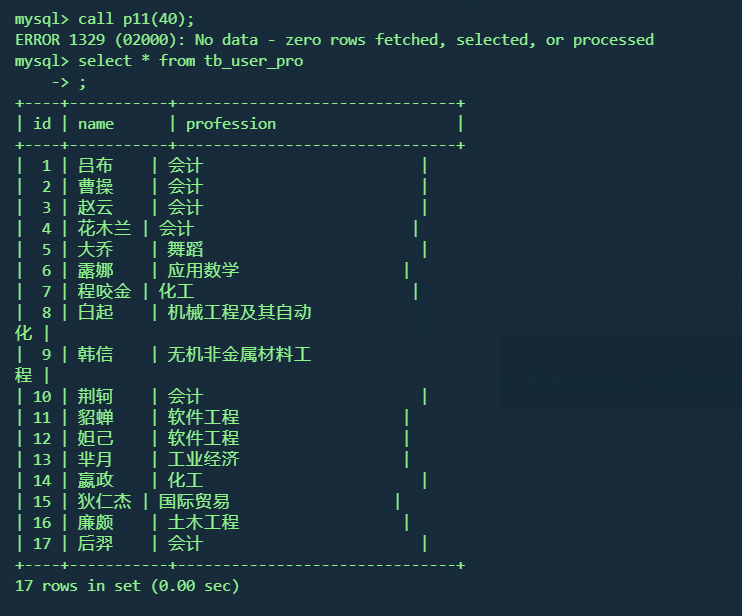 mysql> call p11(40);
ERROR 1329 (02000): No data - zero rows fetched, selected, or processed
mysql> select * from tb_user_pro
    -> ;
+----+-----------+-------------------------------+
| id | name      | profession                    |
+----+-----------+-------------------------------+
|  1 | 吕布    | 会计                        |
|  2 | 曹操    | 会计                        |
|  3 | 赵云    | 会计                        |
|  4 | 花木兰 | 会计                        |
|  5 | 大乔    | 舞蹈                        |
|  6 | 露娜    | 应用数学                  |
|  7 | 程咬金 | 化工                        |
|  8 | 白起    | 机械工程及其自动
化 |
|  9 | 韩信    | 无机非金属材料工
程 |
| 10 | 荆轲    | 会计                        |
| 11 | 貂蝉    | 软件工程                  |
| 12 | 妲己    | 软件工程                  |
| 13 | 芈月    | 工业经济                  |
| 14 | 嬴政    | 化工                        |
| 15 | 狄仁杰 | 国际贸易                  |
| 16 | 廉颇    | 土木工程                  |
| 17 | 后羿    | 会计                        |
+----+-----------+-------------------------------+
17 rows in set (0.00 sec)